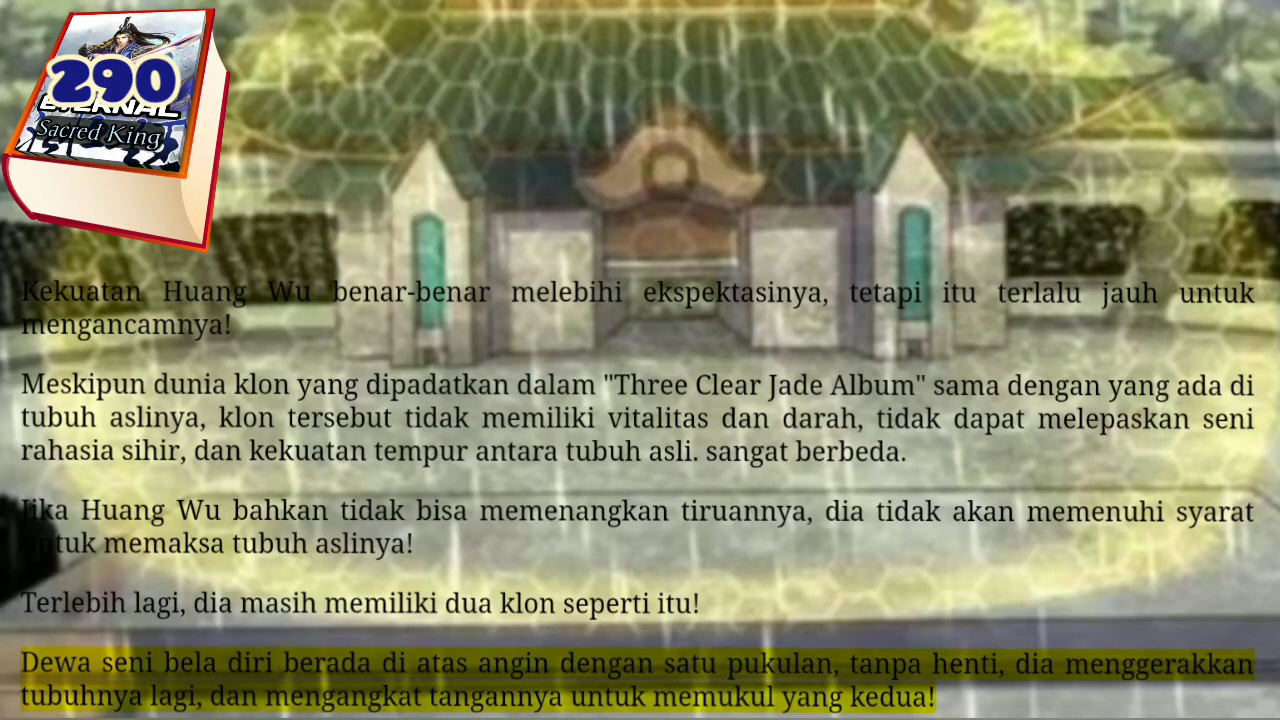 290
ETERNAL
Sacred King
Kekuatan Huang Wu benar-benar melebihi ekspektasinya, tetapi itu terlalu jauh untuk
mengancamnya!
Meskipun dunia klon yang dipadatkan dalam "Three Clear Jade Album" sama dengan yang ada di
tubuh aslinya, klon tersebut tidak memiliki vitalitas dan darah, tidak dapat melepaskan seni
rahasia sihir, dan kekuatan tempur antara tubuh asli. sangat berbeda.
Jika Huang Wu bahkan tidak bisa memenangkan tiruannya, dia tidak akan memenuhi syarat
untuk memaksa tubuh aslinya!
Terlebih lagi, dia masih memiliki dua klon seperti itu!
Dewa seni bela diri berada di atas angin dengan satu pukulan, tanpa henti, dia menggerakkan
tubuhnya lagi, dan mengangkat tangannya untuk memukul yang kedua!